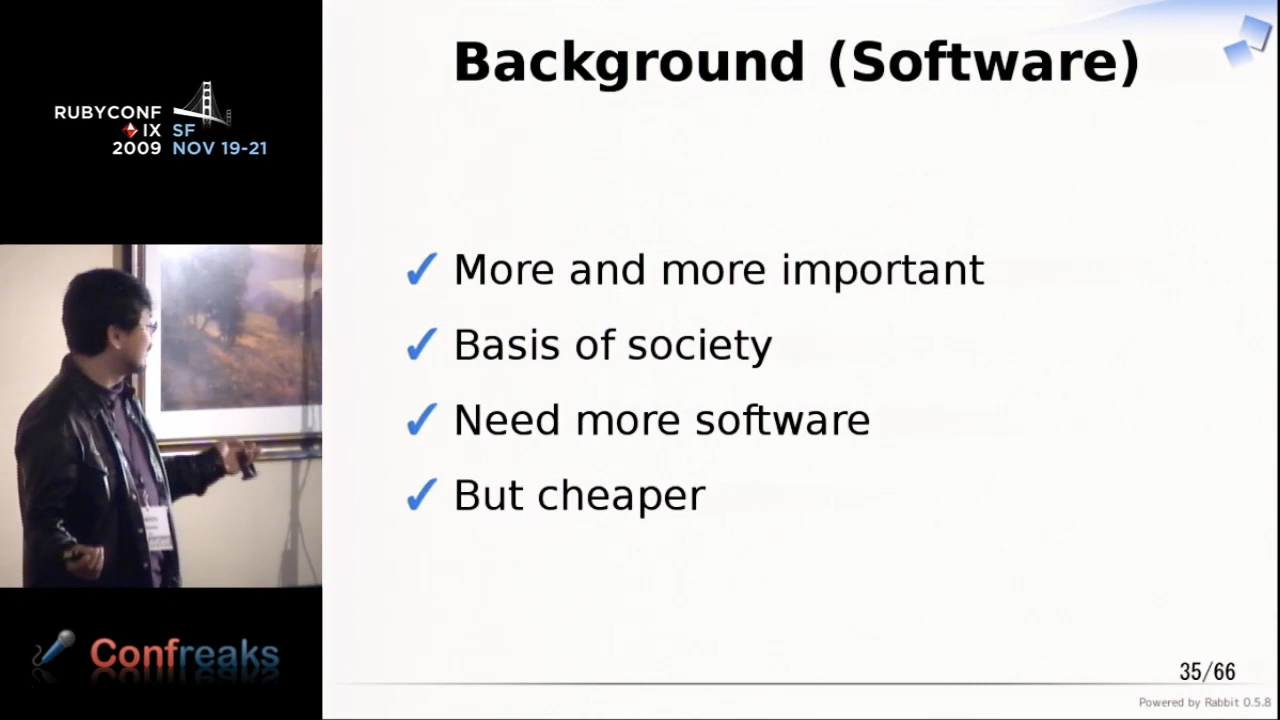 RUBYCONF
IX SF
2009 NOV 19-21
Background (Software)
✓ More and more important
✓ Basis of society
✓ Need more software
✓ But cheaper
Confreaks
35/66
Powered by Rabbit 0.5.8